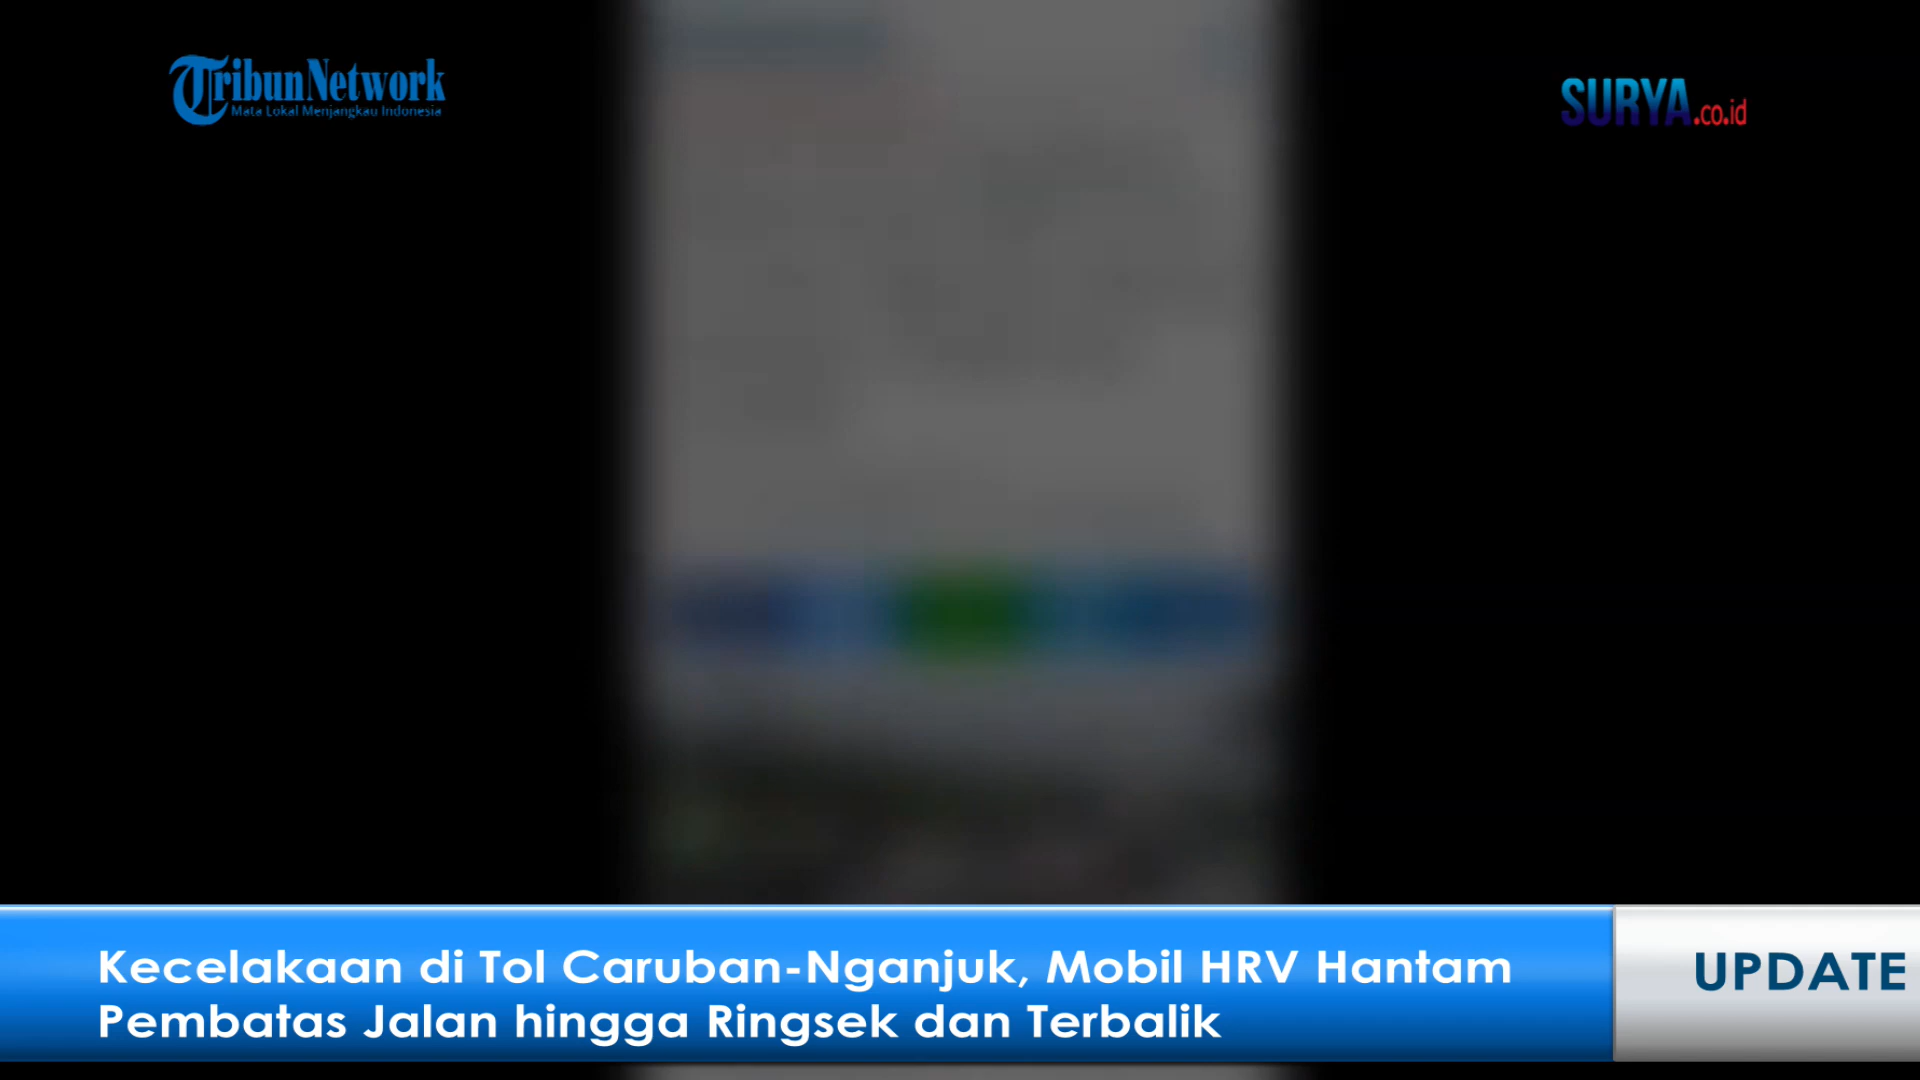 TribunNetwork
Mata Lokal Menjangkau Indonesia
SURYA.co.id
Kecelakaan di Tol Caruban-Nganjuk, Mobil HRV Hantam
Pembatas Jalan hingga Ringsek dan Terbalik
UPDATE